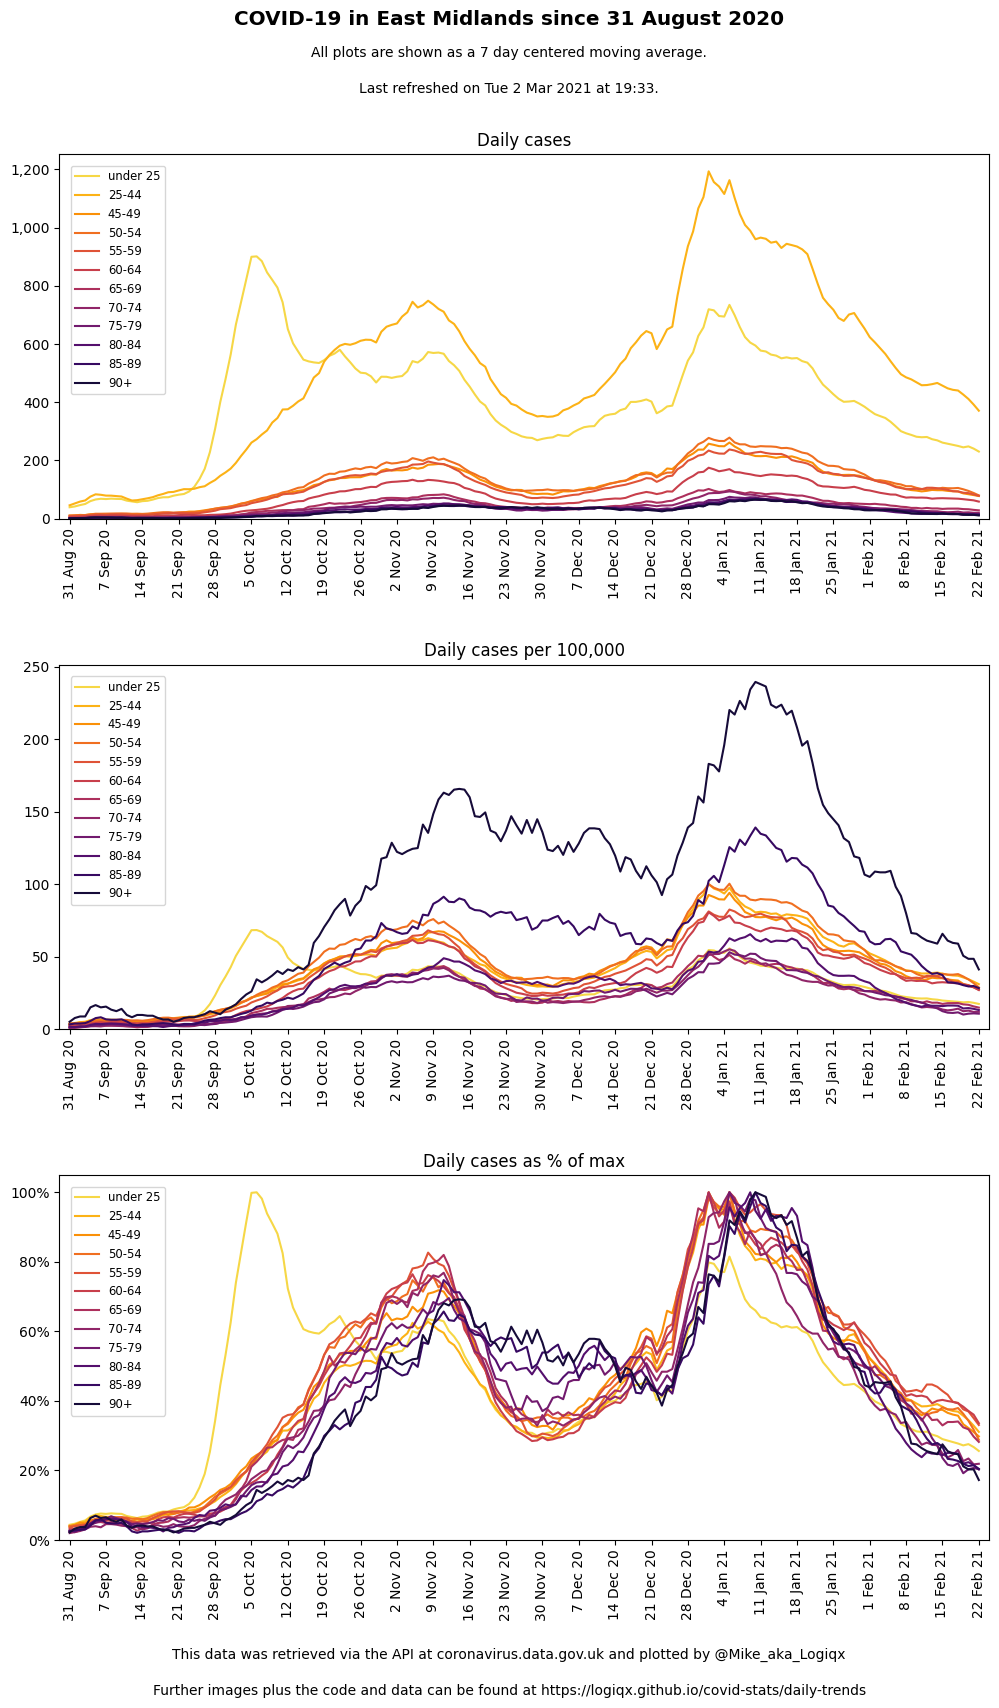 COVID-19 in East Midlands since 31 August 2020
All plots are shown as a 7 day centered moving average.
Last refreshed on Tue 2 Mar 2021 at 19:33.
Daily cases
1,200
1,000
800
600
400
200
0
under 25
25-44
45-49
50-54
55-59
60-64
65-69
70-74
75-79
80-84
85-89
90+
31 Aug 20
7 Sep 20
14 Sep 20
21 Sep 20
28 Sep 20
5 Oct 20
12 Oct 20
19 Oct 20
26 Oct 20
2 Nov 20
9 Nov 20
16 Nov 20
23 Nov 20
30 Nov 20
7 Dec 20
14 Dec 20
21 Dec 20
28 Dec 20
4 Jan 21
11 Jan 21
18 Jan 21
25 Jan 21
1 Feb 21
8 Feb 21
15 Feb 21
22 Feb 21
Daily cases per 100,000
250
200
150
100
50
0
under 25
25-44
45-49
50-54
55-59
60-64
65-69
70-74
75-79
80-84
85-89
90+
31 Aug 20
7 Sep 20
14 Sep 20
21 Sep 20
28 Sep 20
5 Oct 20
12 Oct 20
19 Oct 20
26 Oct 20
2 Nov 20
9 Nov 20
16 Nov 20
23 Nov 20
30 Nov 20
7 Dec 20
14 Dec 20
21 Dec 20
28 Dec 20
4 Jan 21
11 Jan 21
18 Jan 21
25 Jan 21
1 Feb 21
8 Feb 21
15 Feb 21
22 Feb 21
Daily cases as % of max
100%
80%
60%
40%
20%
0%
under 25
25-44
45-49
50-54
55-59
60-64
65-69
70-74
75-79
80-84
85-89
90+
31 Aug 20
7 Sep 20
14 Sep 20
21 Sep 20
28 Sep 20
5 Oct 20
12 Oct 20
19 Oct 20
26 Oct 20
2 Nov 20
9 Nov 20
16 Nov 20
23 Nov 20
30 Nov 20
7 Dec 20
14 Dec 20
21 Dec 20
28 Dec 20
4 Jan 21
11 Jan 21
18 Jan 21
25 Jan 21
1 Feb 21
8 Feb 21
15 Feb 21
22 Feb 21
This data was retrieved via the API at coronavirus.data.gov.uk and plotted by @Mike_aka_Logiqx
Further images plus the code and data can be found at https://logiqx.github.io/covid-stats/daily-trends